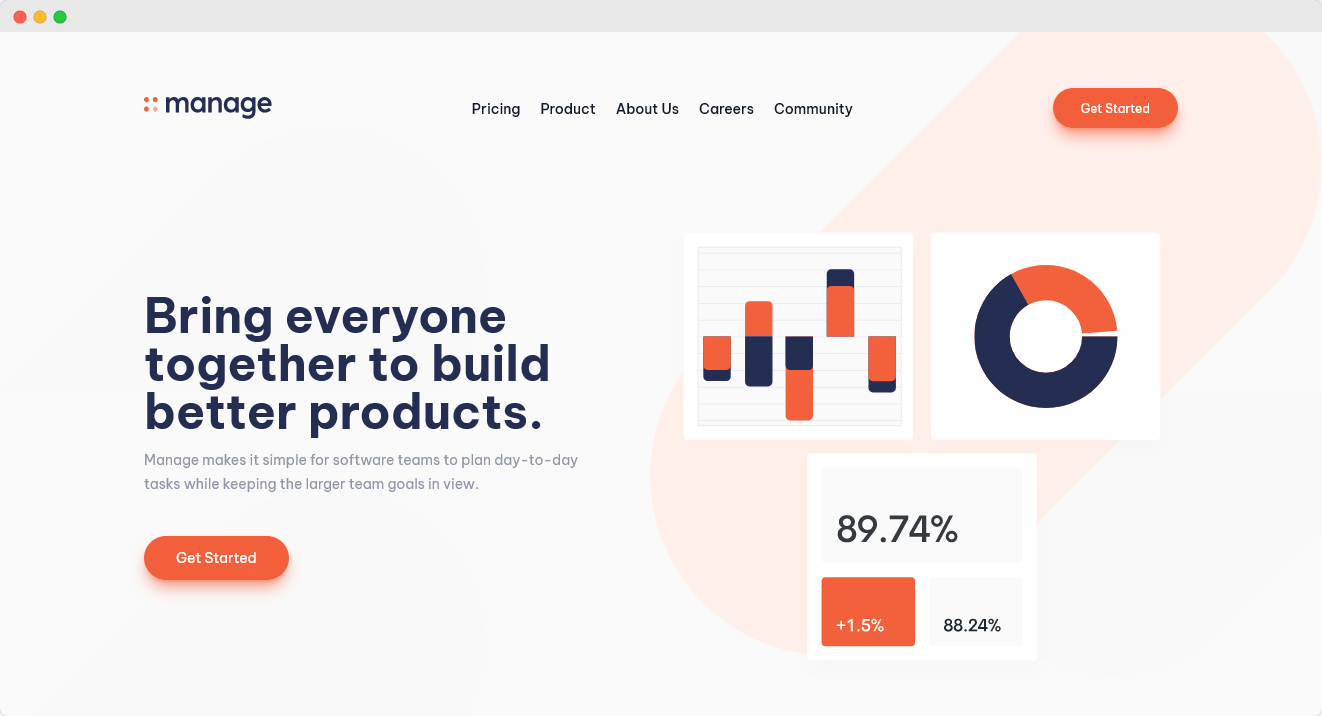 manage
Pricing Product About Us Careers Community
Get Started
Bring everyone
together to build
better products.
Manage makes it simple for software teams to plan day-to-day
tasks while keeping the larger team goals in view.
Get Started
89.74%
+1.5%
88.24%